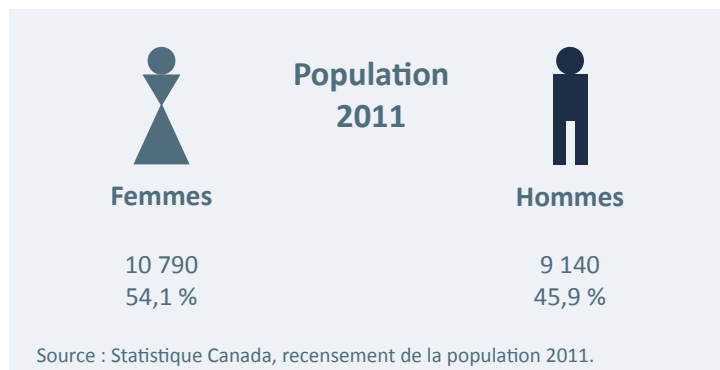 Population
2011
Femmes
Hommes
10 790
54,1 %
9 140
45,9 %
Source : Statistique Canada, recensement de la population 2011.